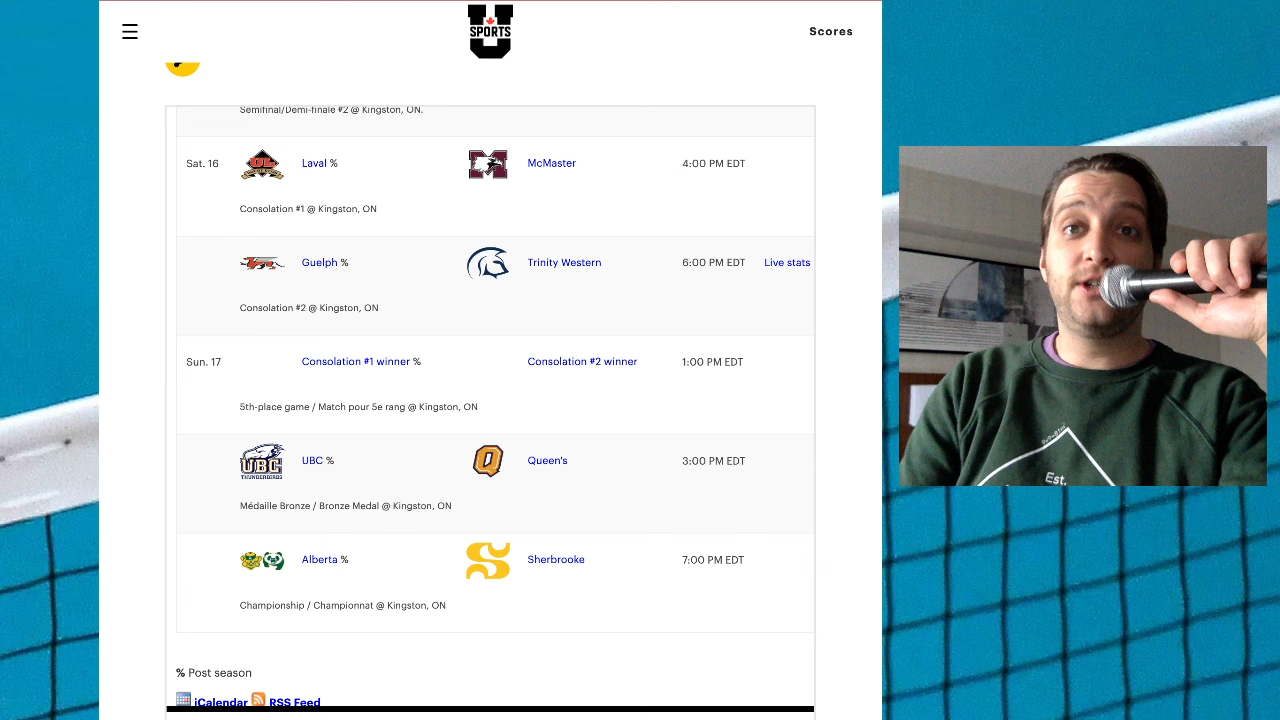 ☰
SPORTS
Scores
Semifinal/Demi-finale #2 @ Kingston, ON.
Sat. 16 Laval % McMaster 4:00 PM EDT
Consolation #1 @ Kingston, ON
Guelph % Trinity Western 6:00 PM EDT Live stats
Consolation #2 @ Kingston, ON
Sun. 17 Consolation #1 winner % Consolation #2 winner 1:00 PM EDT
5th-place game / Match pour 5e rang @ Kingston, ON
UBC
THUNDERBIRDS
UBC % Q Queen's 3:00 PM EDT
Médaille Bronze / Bronze Medal @ Kingston, ON
Alberta % S Sherbrooke 7:00 PM EDT
Championship / Championnat @ Kingston, ON
% Post season
iCalendar RSS Feed
Est.